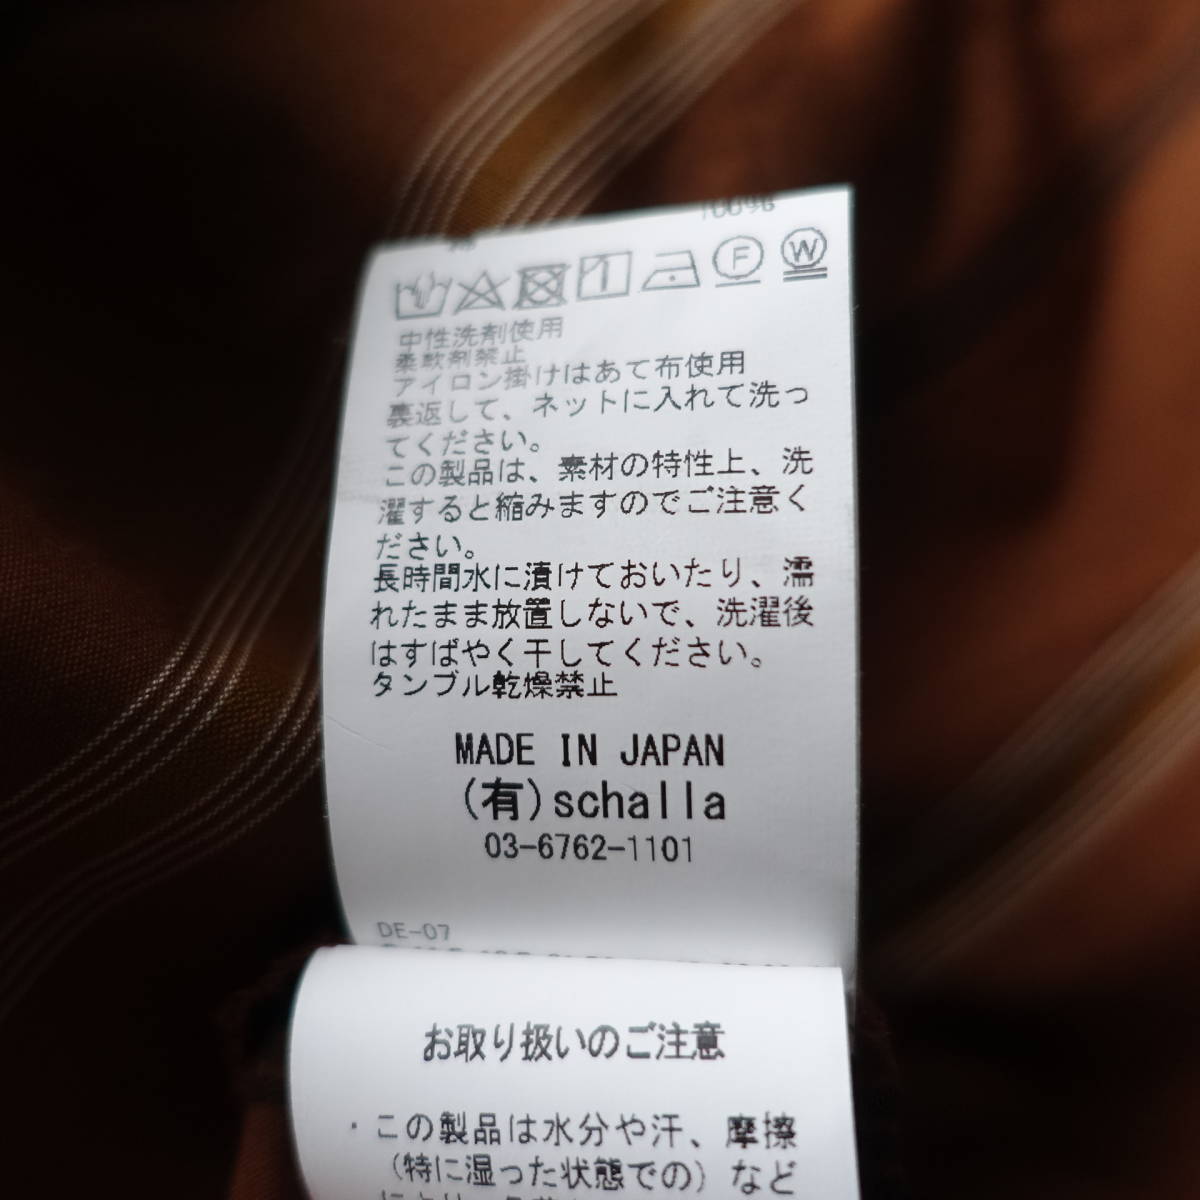 100%
F W
中性洗剤使用
柔軟剤禁止
アイロン掛けはあて布使用
裏返して、ネットに入れて洗っ
てください。
この製品は、素材の特性上、洗
濯すると縮みますのでご注意く
ださい。
長時間水に漬けておいたり、濡
れたまま放置しないで、洗濯後
はすばやく干してください。
タンブル乾燥禁止
MADE IN JAPAN
(有)schalla
03-6762-1101
DE-07
お取り扱いのご注意
・この製品は水分や汗、摩擦
（特に湿った状態での）など